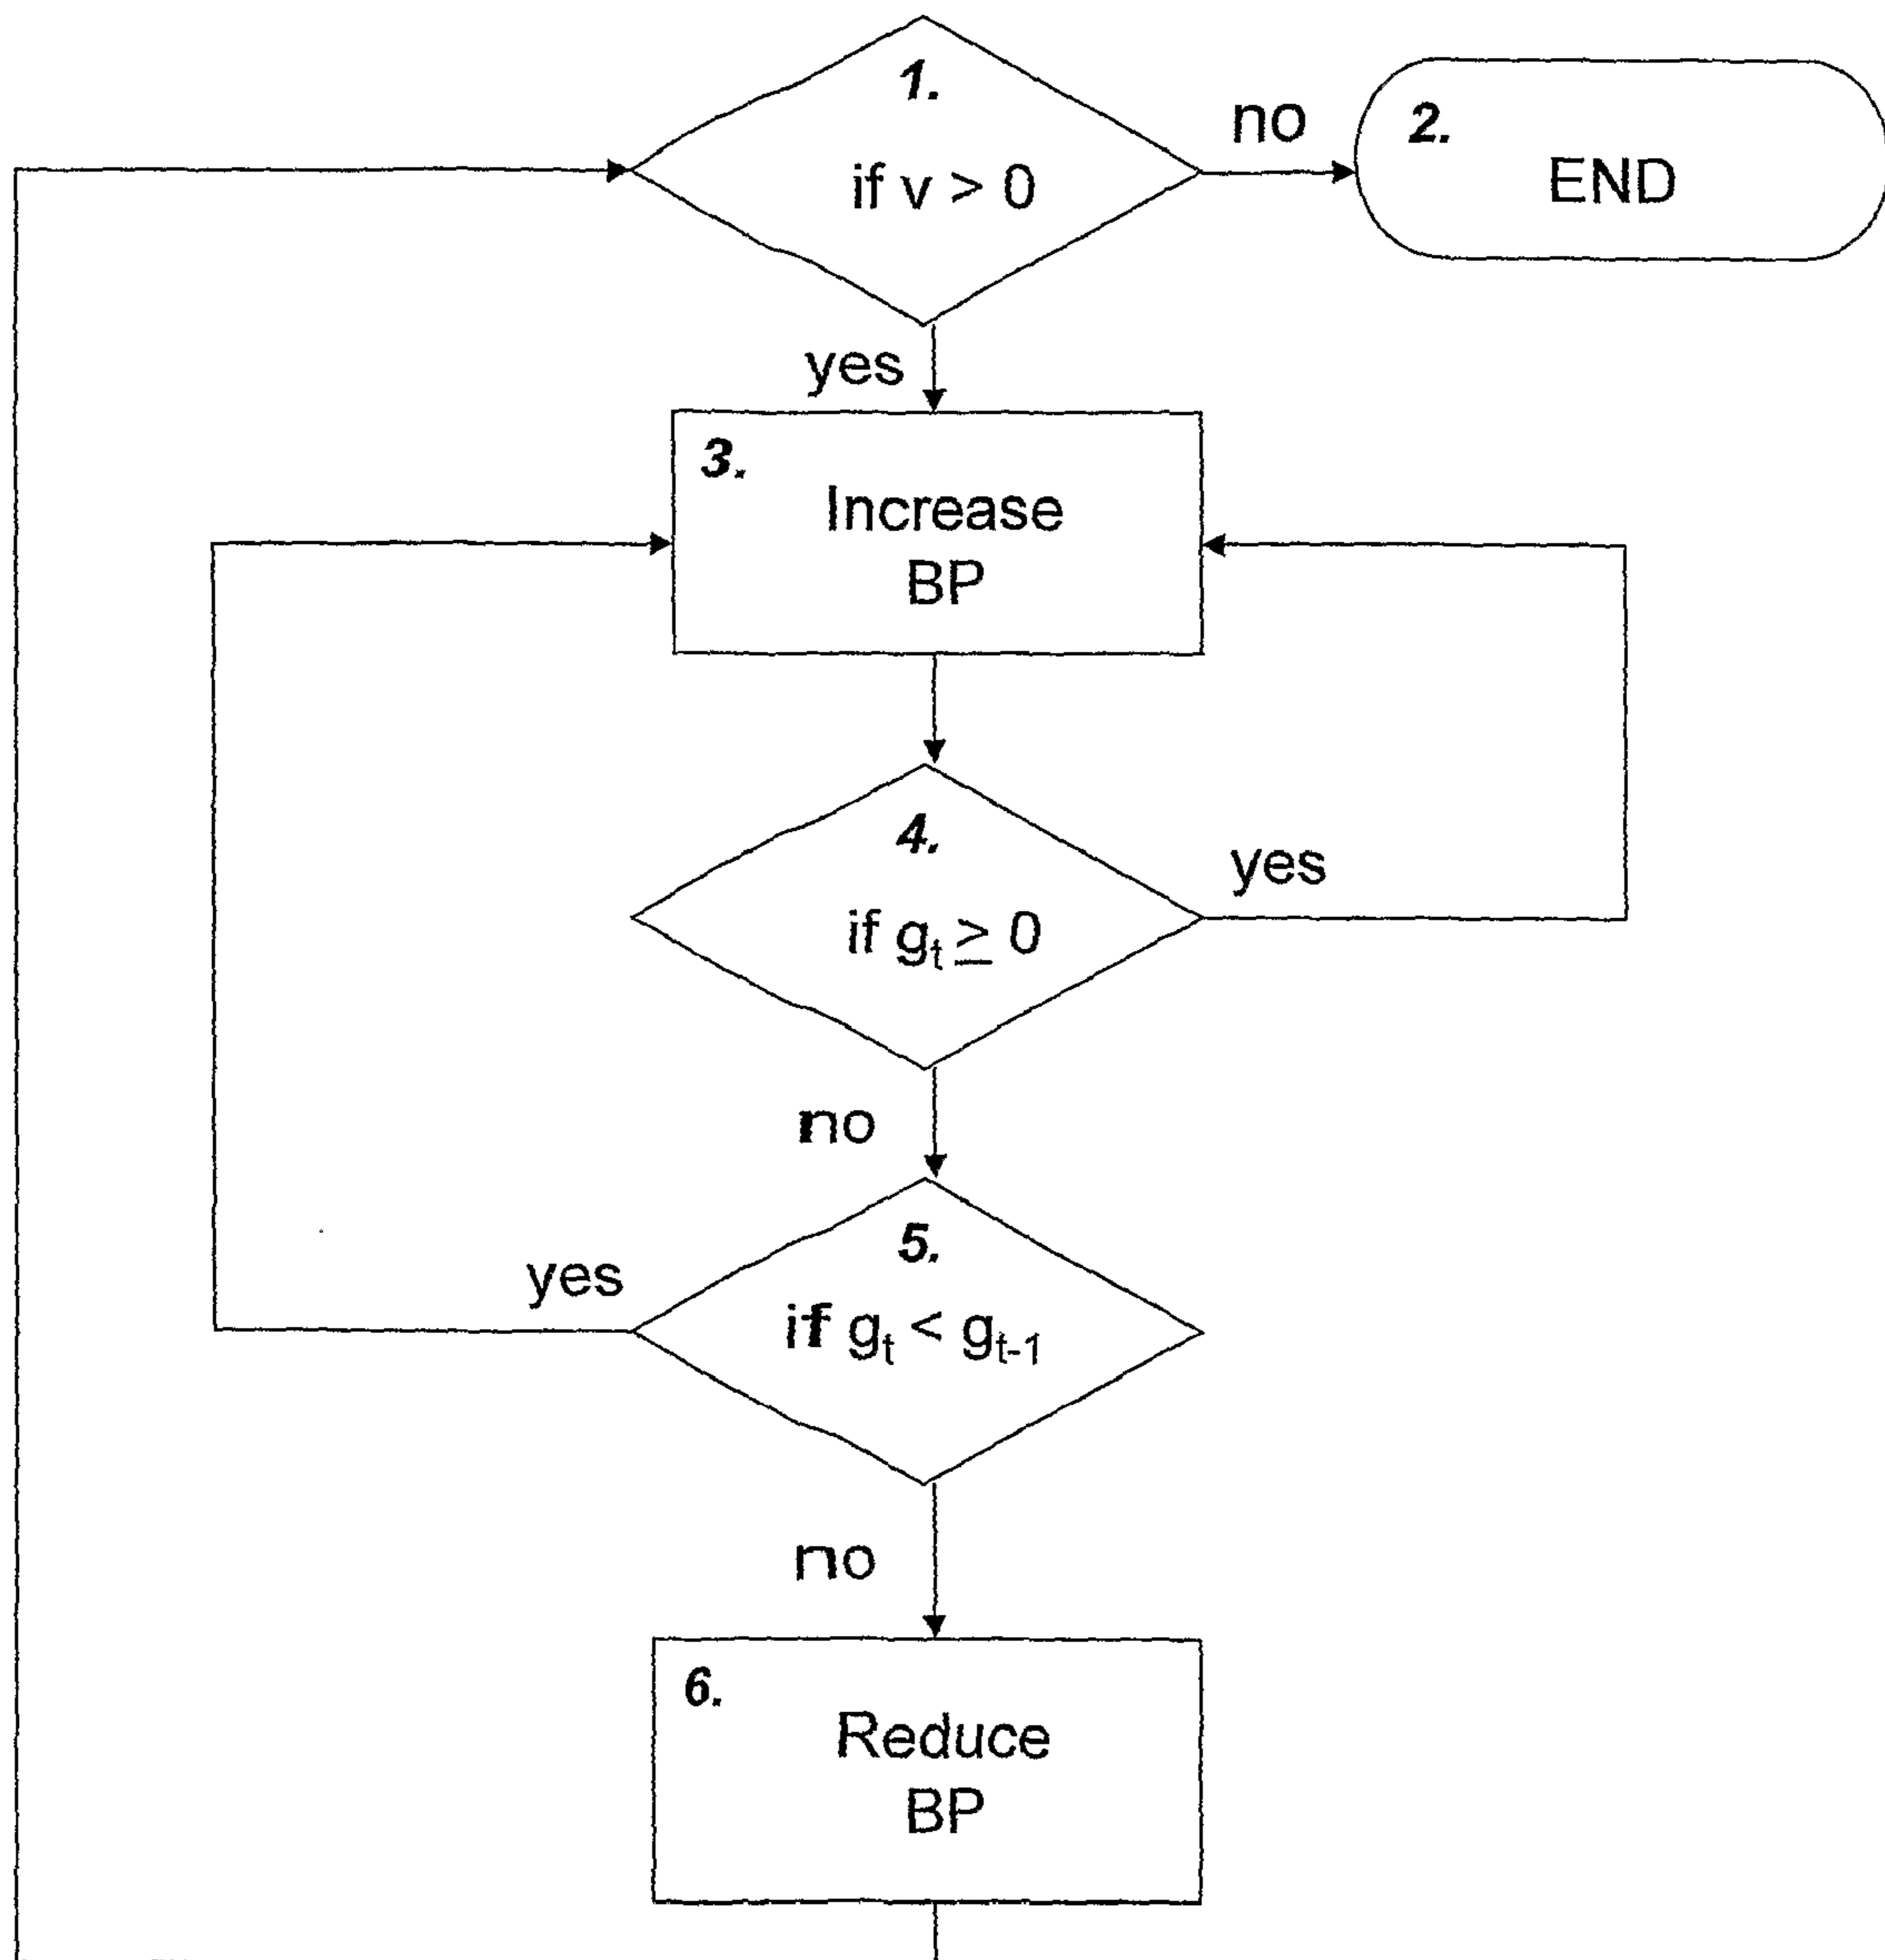 1.
if v > 0
no
2.
END
yes
3.
Increase
BP
4.
if gₜ ≥ 0
yes
no
5.
if gₜ < gₜ₋₁
yes
no
6.
Reduce
BP